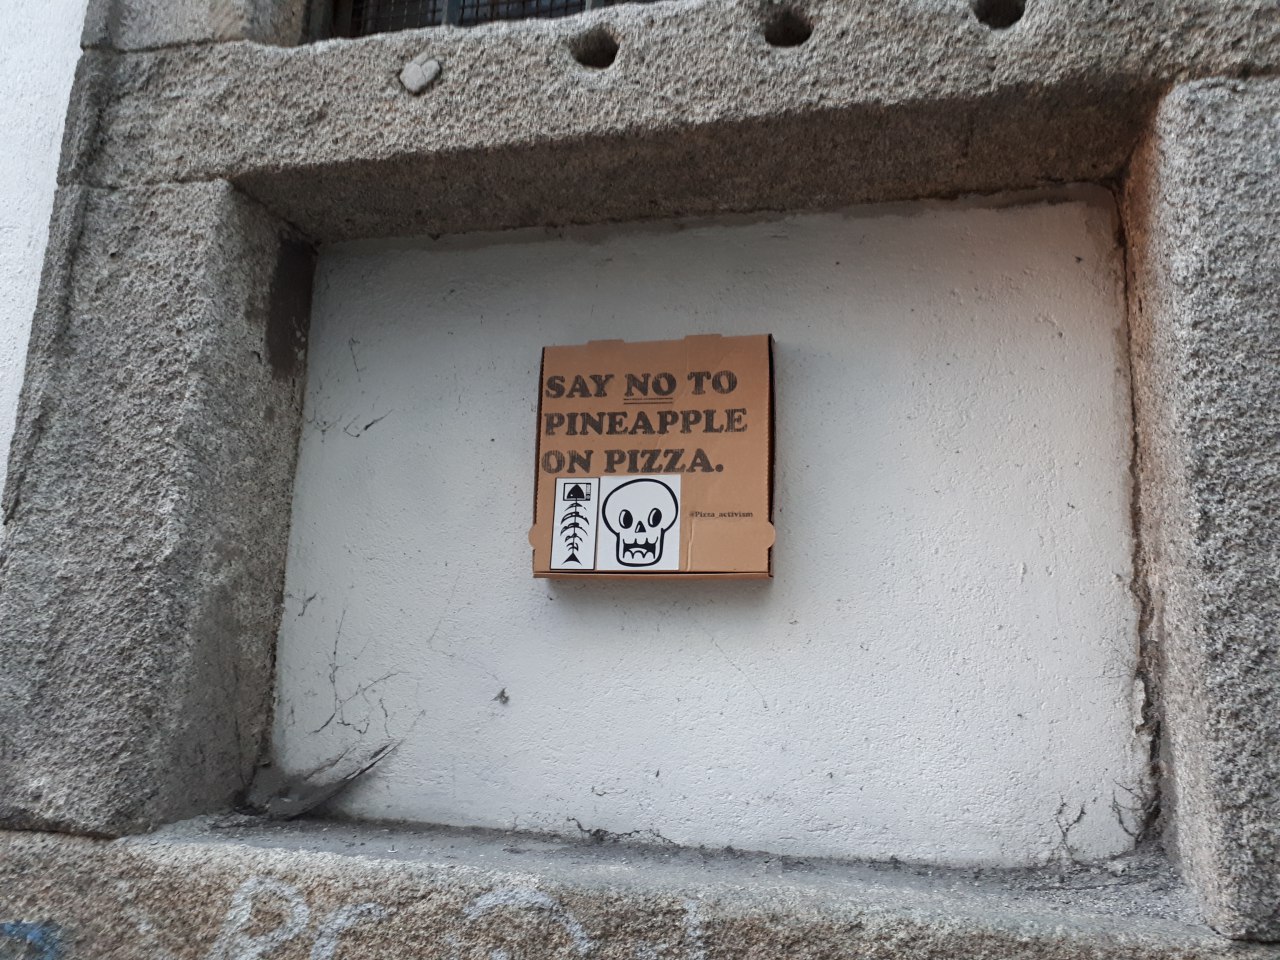 SAY NO TO
PINEAPPLE
ON PIZZA.
@Pizza_activism